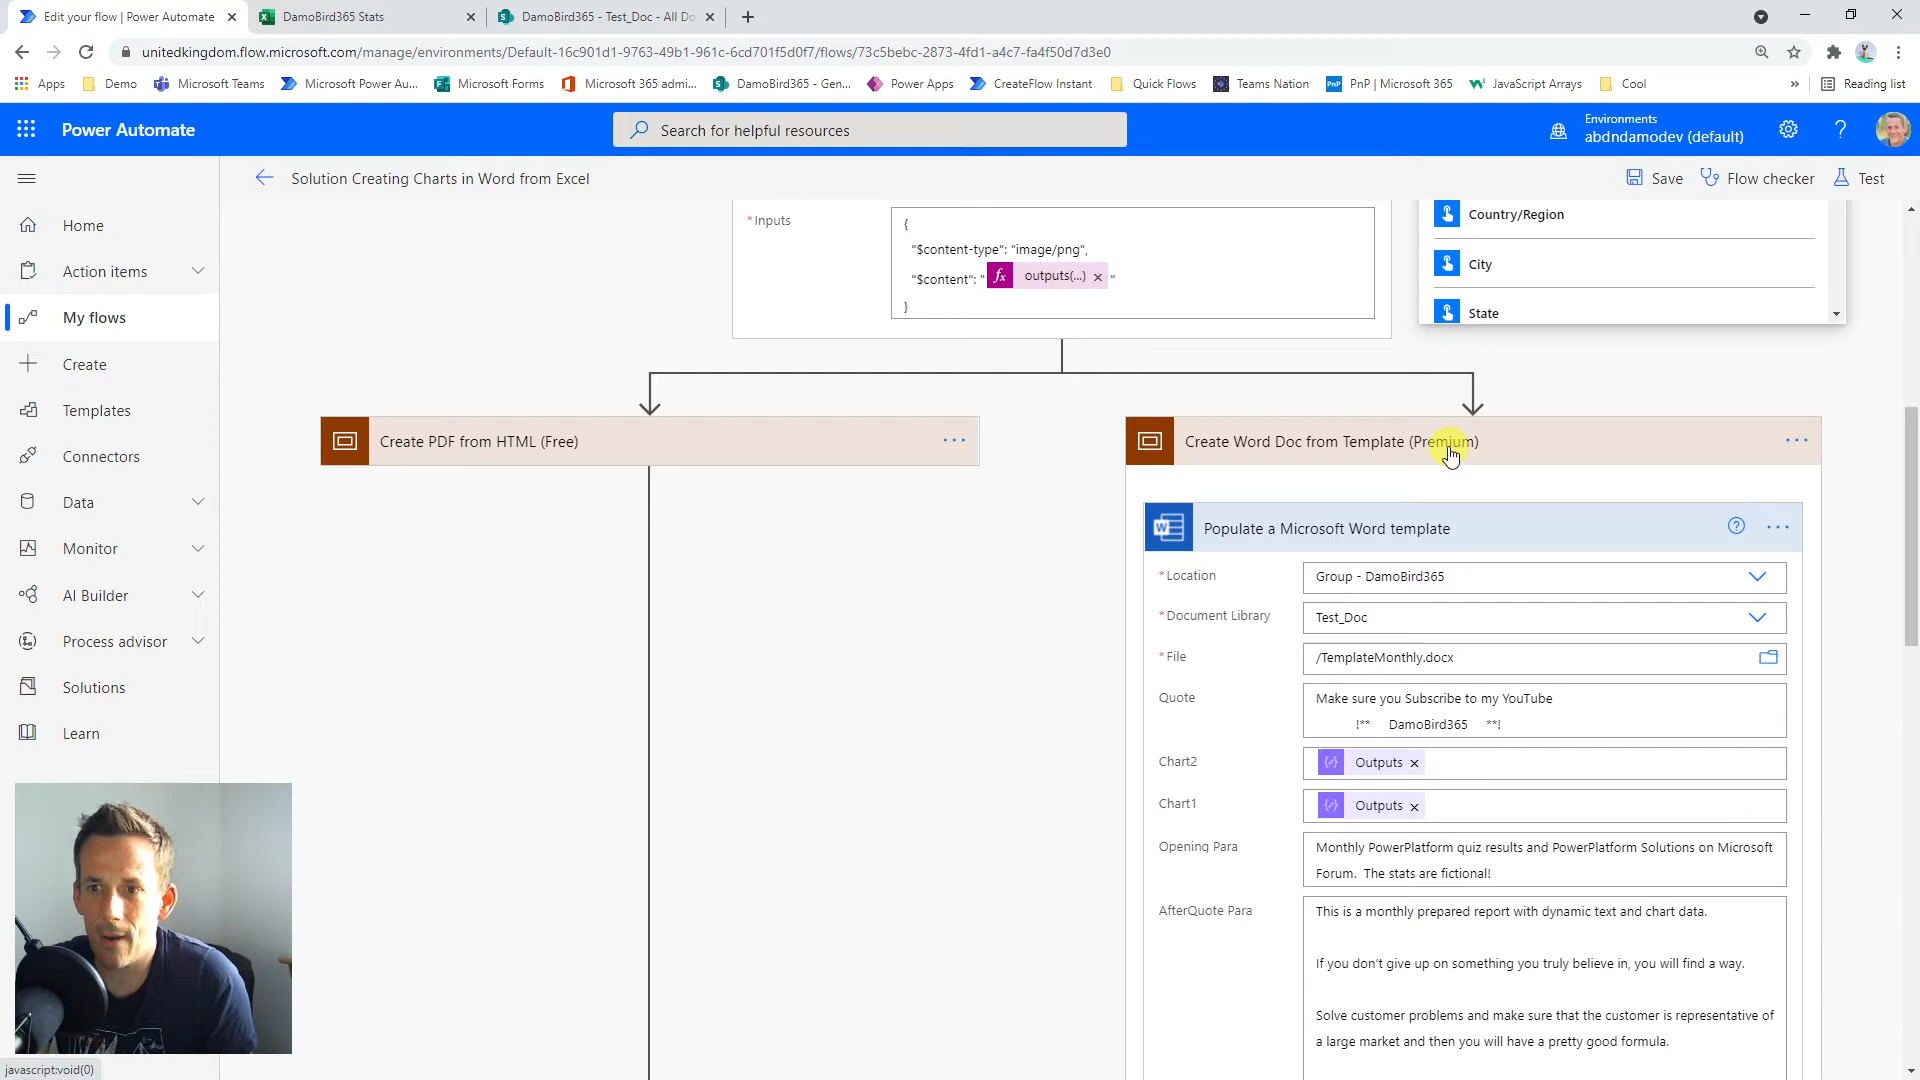 Edit your flow | Power Automate
DamoBird365 Stats
DamoBird365 - Test_Doc - All Do
unitedkingdom.flow.microsoft.com/manage/environments/Default-16c901d1-9763-49b1-961c-6cd701f5d0f7/flows/73c5bebc-2873-4fd1-a4c7-fa4f50d7d3e0
Apps
Demo
Microsoft Teams
Microsoft Power Au...
Microsoft Forms
Microsoft 365 admi...
DamoBird365 - Gen...
Power Apps
CreateFlow Instant
Quick Flows
Teams Nation
PnP | Microsoft 365
JavaScript Arrays
Cool
»
Reading list
Power Automate
Search for helpful resources
Environments
abdndamodev (default)
Solution Creating Charts in Word from Excel
Save
Flow checker
Test
Home
Action items
My flows
Create
Templates
Connectors
Data
Monitor
AI Builder
Process advisor
Solutions
Learn
* Inputs
{
"$content-type": "image/png",
"$content": " fx outputs(...) × "
}
Country/Region
City
State
Create PDF from HTML (Free)
Create Word Doc from Template (Premium)
Populate a Microsoft Word template
* Location
Group - DamoBird365
* Document Library
Test_Doc
* File
/TemplateMonthly.docx
Quote
Make sure you Subscribe to my YouTube
!** DamoBird365 **!
Chart2
Outputs ×
Chart1
Outputs ×
Opening Para
Monthly PowerPlatform quiz results and PowerPlatform Solutions on Microsoft
Forum. The stats are fictional!
AfterQuote Para
This is a monthly prepared report with dynamic text and chart data.
If you don't give up on something you truly believe in, you will find a way.
Solve customer problems and make sure that the customer is representative of
a large market and then you will have a pretty good formula.
javascript:void(0)